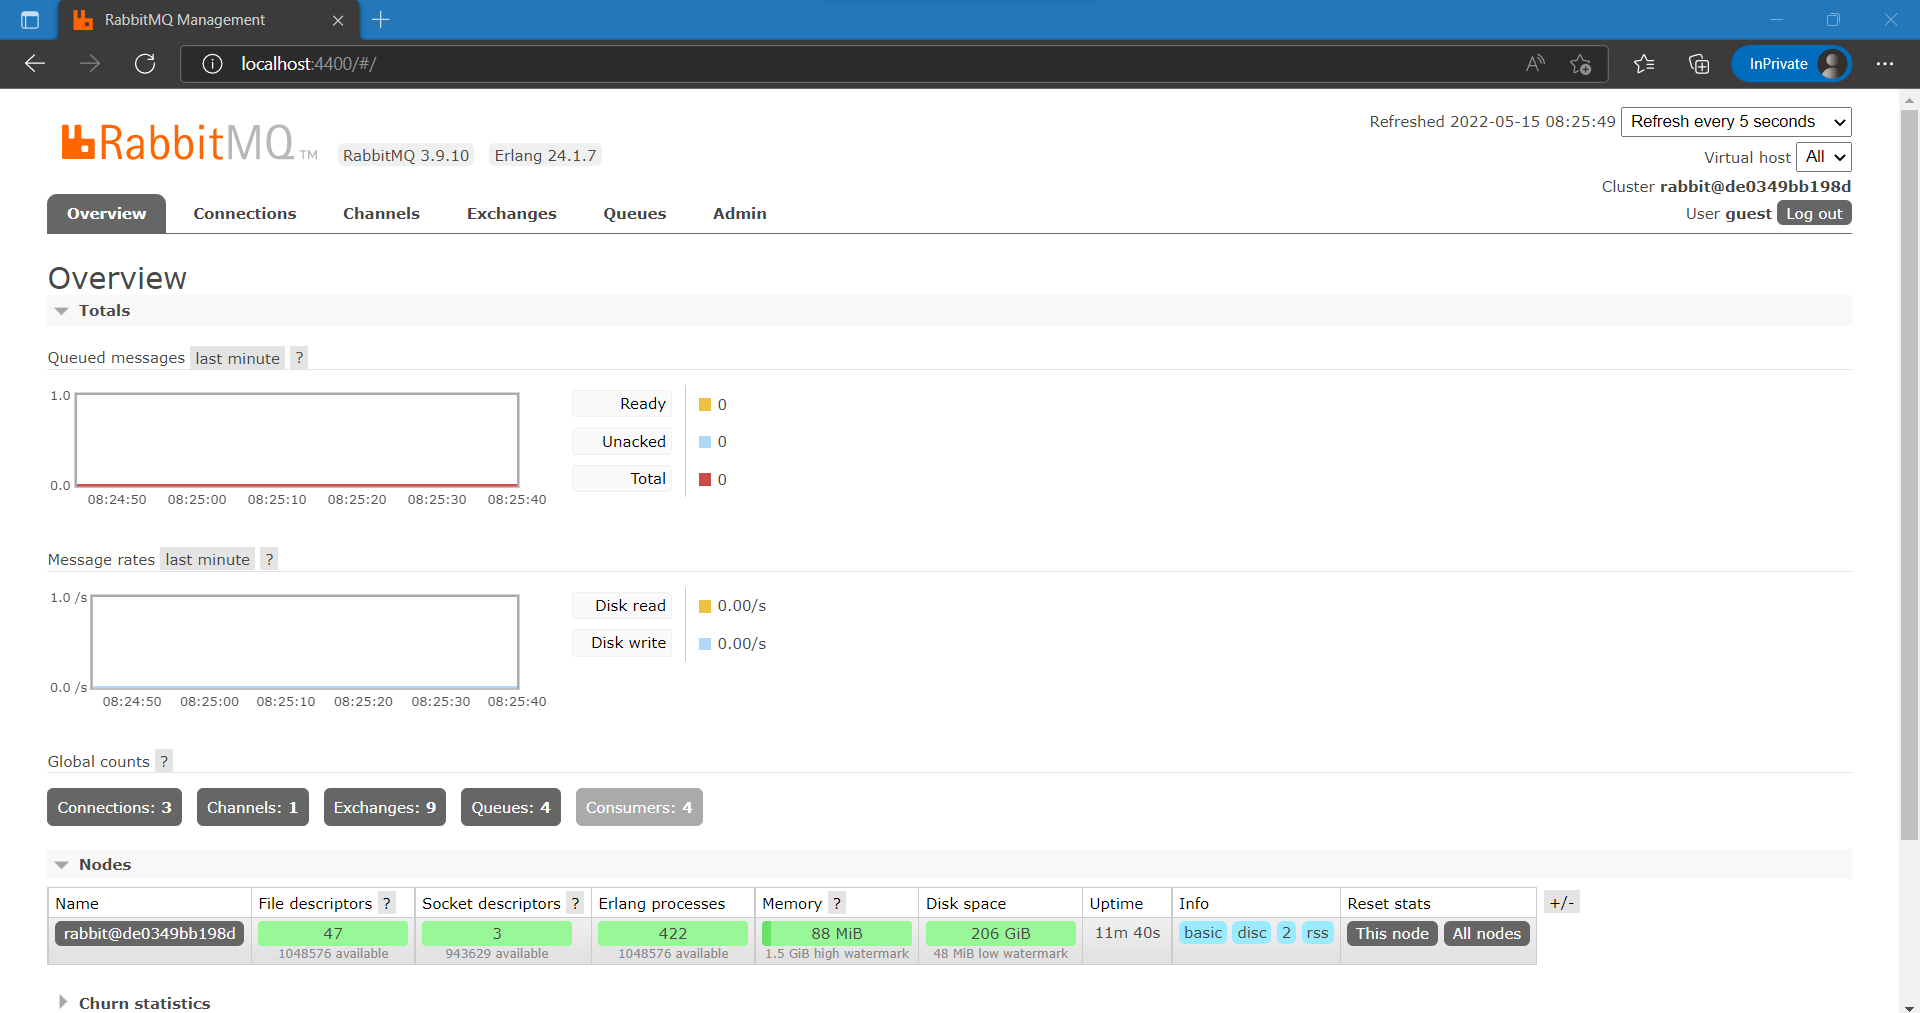 RabbitMQ Management
localhost:4400/#/
InPrivate
RabbitMQ TM RabbitMQ 3.9.10 Erlang 24.1.7
Refreshed 2022-05-15 08:25:49 Refresh every 5 seconds
Virtual host All
Cluster rabbit@de0349bb198d
User guest Log out
Overview Connections Channels Exchanges Queues Admin
Overview
Totals
Queued messages last minute ?
1.0
0.0
08:24:50 08:25:00 08:25:10 08:25:20 08:25:30 08:25:40
Ready 0
Unacked 0
Total 0
Message rates last minute ?
1.0 /s
0.0 /s
08:24:50 08:25:00 08:25:10 08:25:20 08:25:30 08:25:40
Disk read 0.00/s
Disk write 0.00/s
Global counts ?
Connections: 3 Channels: 1 Exchanges: 9 Queues: 4 Consumers: 4
Nodes
Name File descriptors ? Socket descriptors ? Erlang processes Memory ? Disk space Uptime Info Reset stats +/-
rabbit@de0349bb198d 47 3 422 88 MiB 206 GiB 11m 40s basic disc 2 rss This node All nodes
1048576 available 943629 available 1048576 available 1.5 GiB high watermark 48 MiB low watermark
Churn statistics